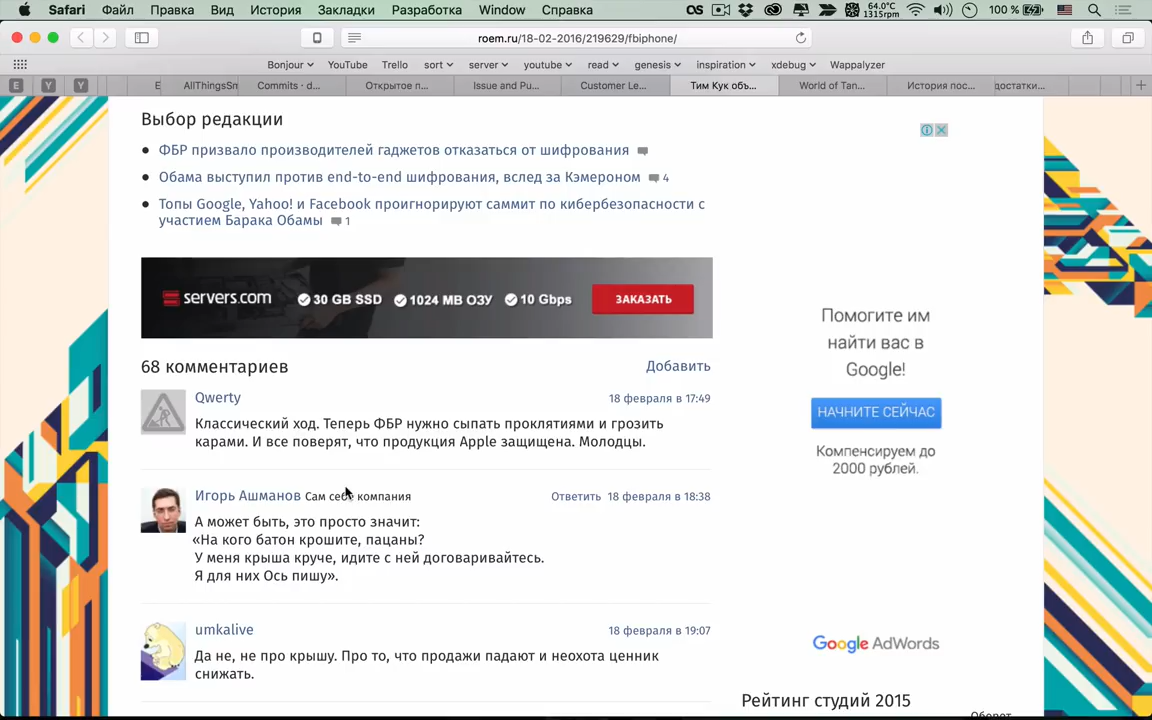 Safari Файл Правка Вид История Закладки Разработка Window Справка
OS 64.0°C 1315rpm 100 %
roem.ru/18-02-2016/219629/fbiphone/
Bonjour YouTube Trello sort server youtube read genesis inspiration xdebug Wappalyzer
E Y Y E AllThingsSm Commits · d... Открытое п... Issue and Pu... Customer Le... Тим Кук объ... World of Tan... История пос... достатки...
Выбор редакции
ФБР призвало производителей гаджетов отказаться от шифрования
Обама выступил против end-to-end шифрования, вслед за Кэмероном 4
Топы Google, Yahoo! и Facebook проигнорируют саммит по кибербезопасности с
участием Барака Обамы 1
servers.com 30 GB SSD 1024 MB ОЗУ 10 Gbps ЗАКАЗАТЬ
Помогите им
найти вас в
Google!
НАЧНИТЕ СЕЙЧАС
Компенсируем до
2000 рублей.
Google AdWords
68 комментариев Добавить
Qwerty 18 февраля в 17:49
Классический ход. Теперь ФБР нужно сыпать проклятиями и грозить
карами. И все поверят, что продукция Apple защищена. Молодцы.
Игорь Ашманов Сам себе компания Ответить 18 февраля в 18:38
А может быть, это просто значит:
«На кого батон крошите, пацаны?
У меня крыша круче, идите с ней договаривайтесь.
Я для них Ось пишу».
umkalive 18 февраля в 19:07
Да не, не про крышу. Про то, что продажи падают и неохота ценник
снижать.
Рейтинг студий 2015